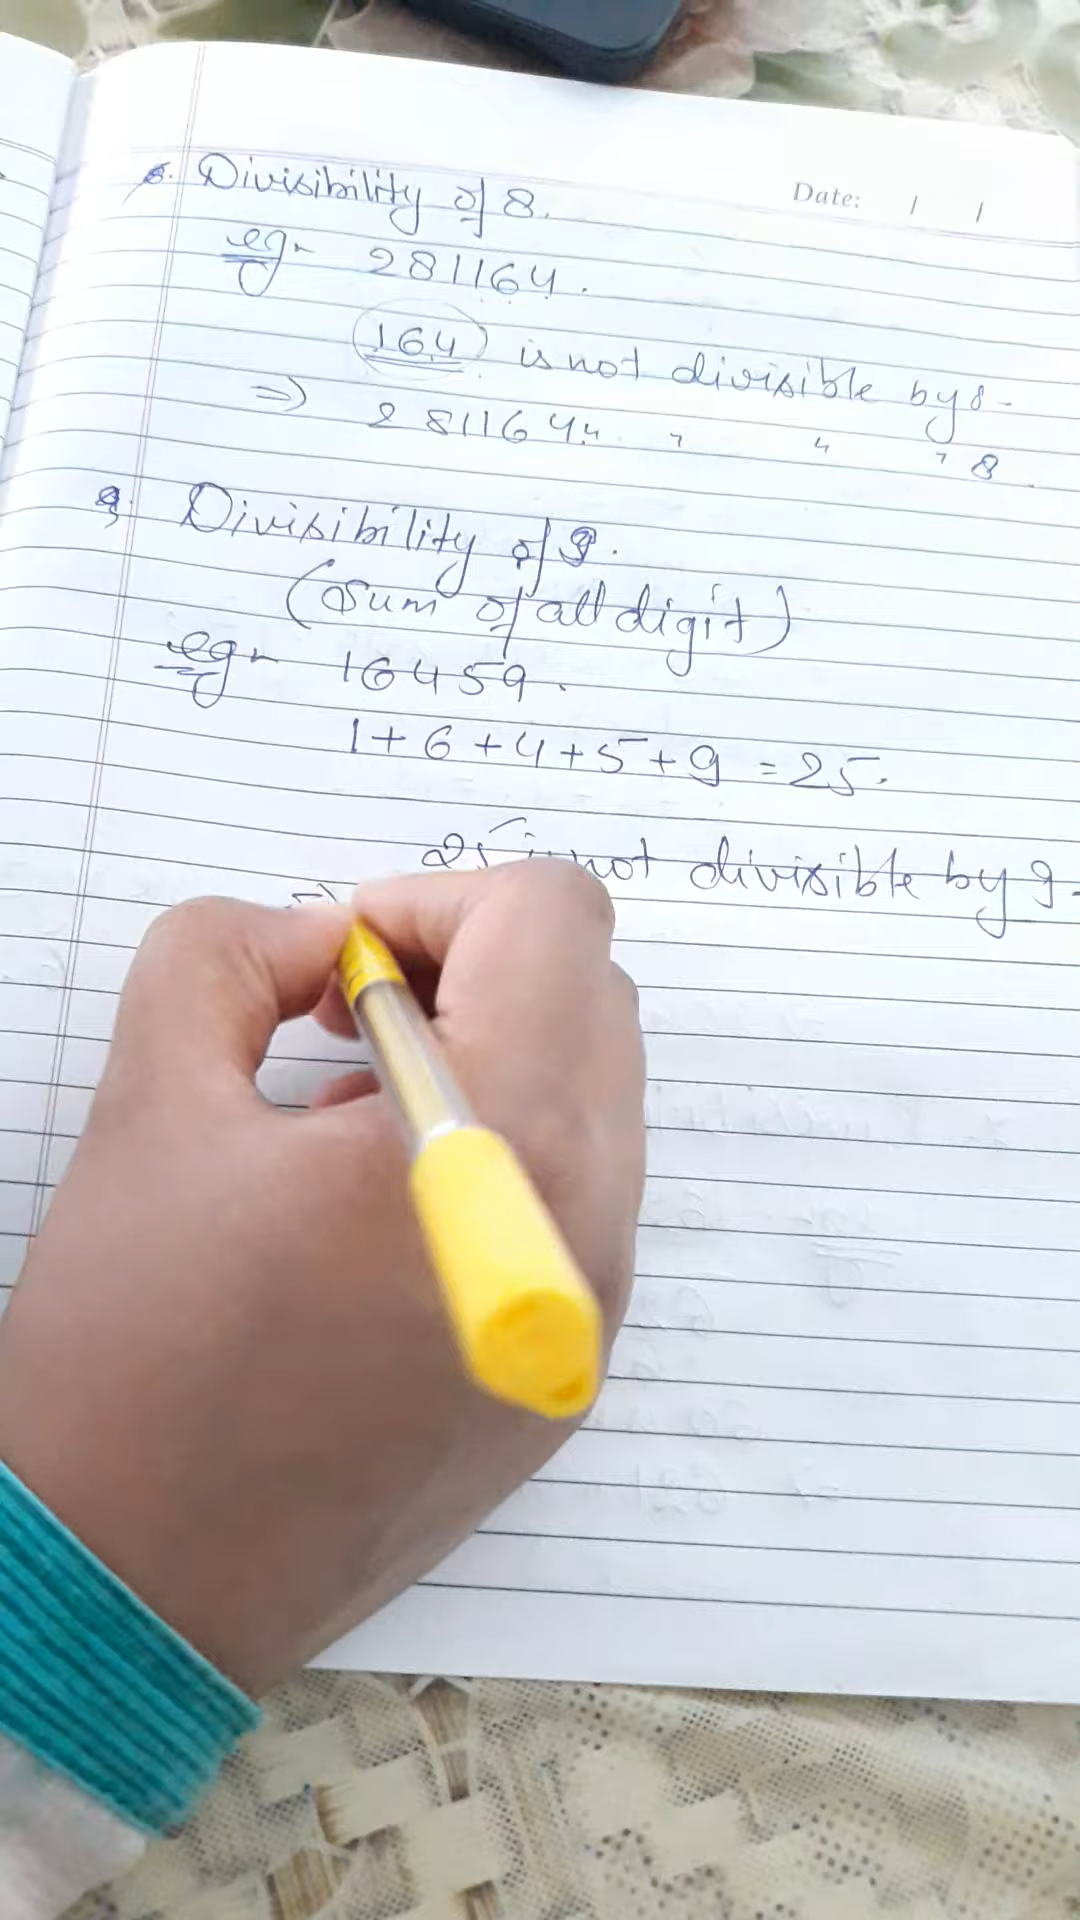 8. Divisibility of 8.
Date: / /
eg- 281164.
164 is not divisible by 8-
=> 281164 " " " " 8
9. Divisibility of 9.
(Sum of all digit)
eg- 16459.
1+6+4+5+9 = 25.
25 is not divisible by 9.
=>